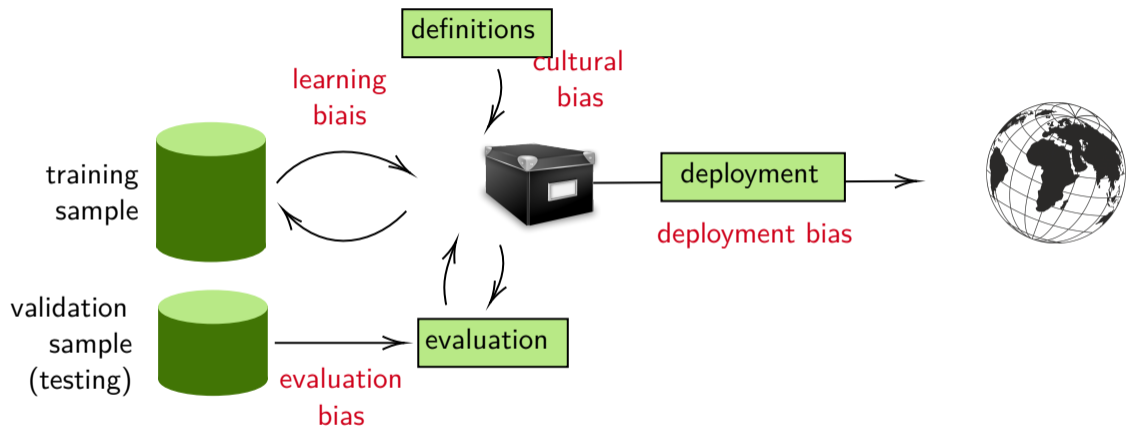 definitions
cultural
bias
learning
biais
training
sample
deployment
deployment bias
validation
sample
(testing)
evaluation
evaluation
bias